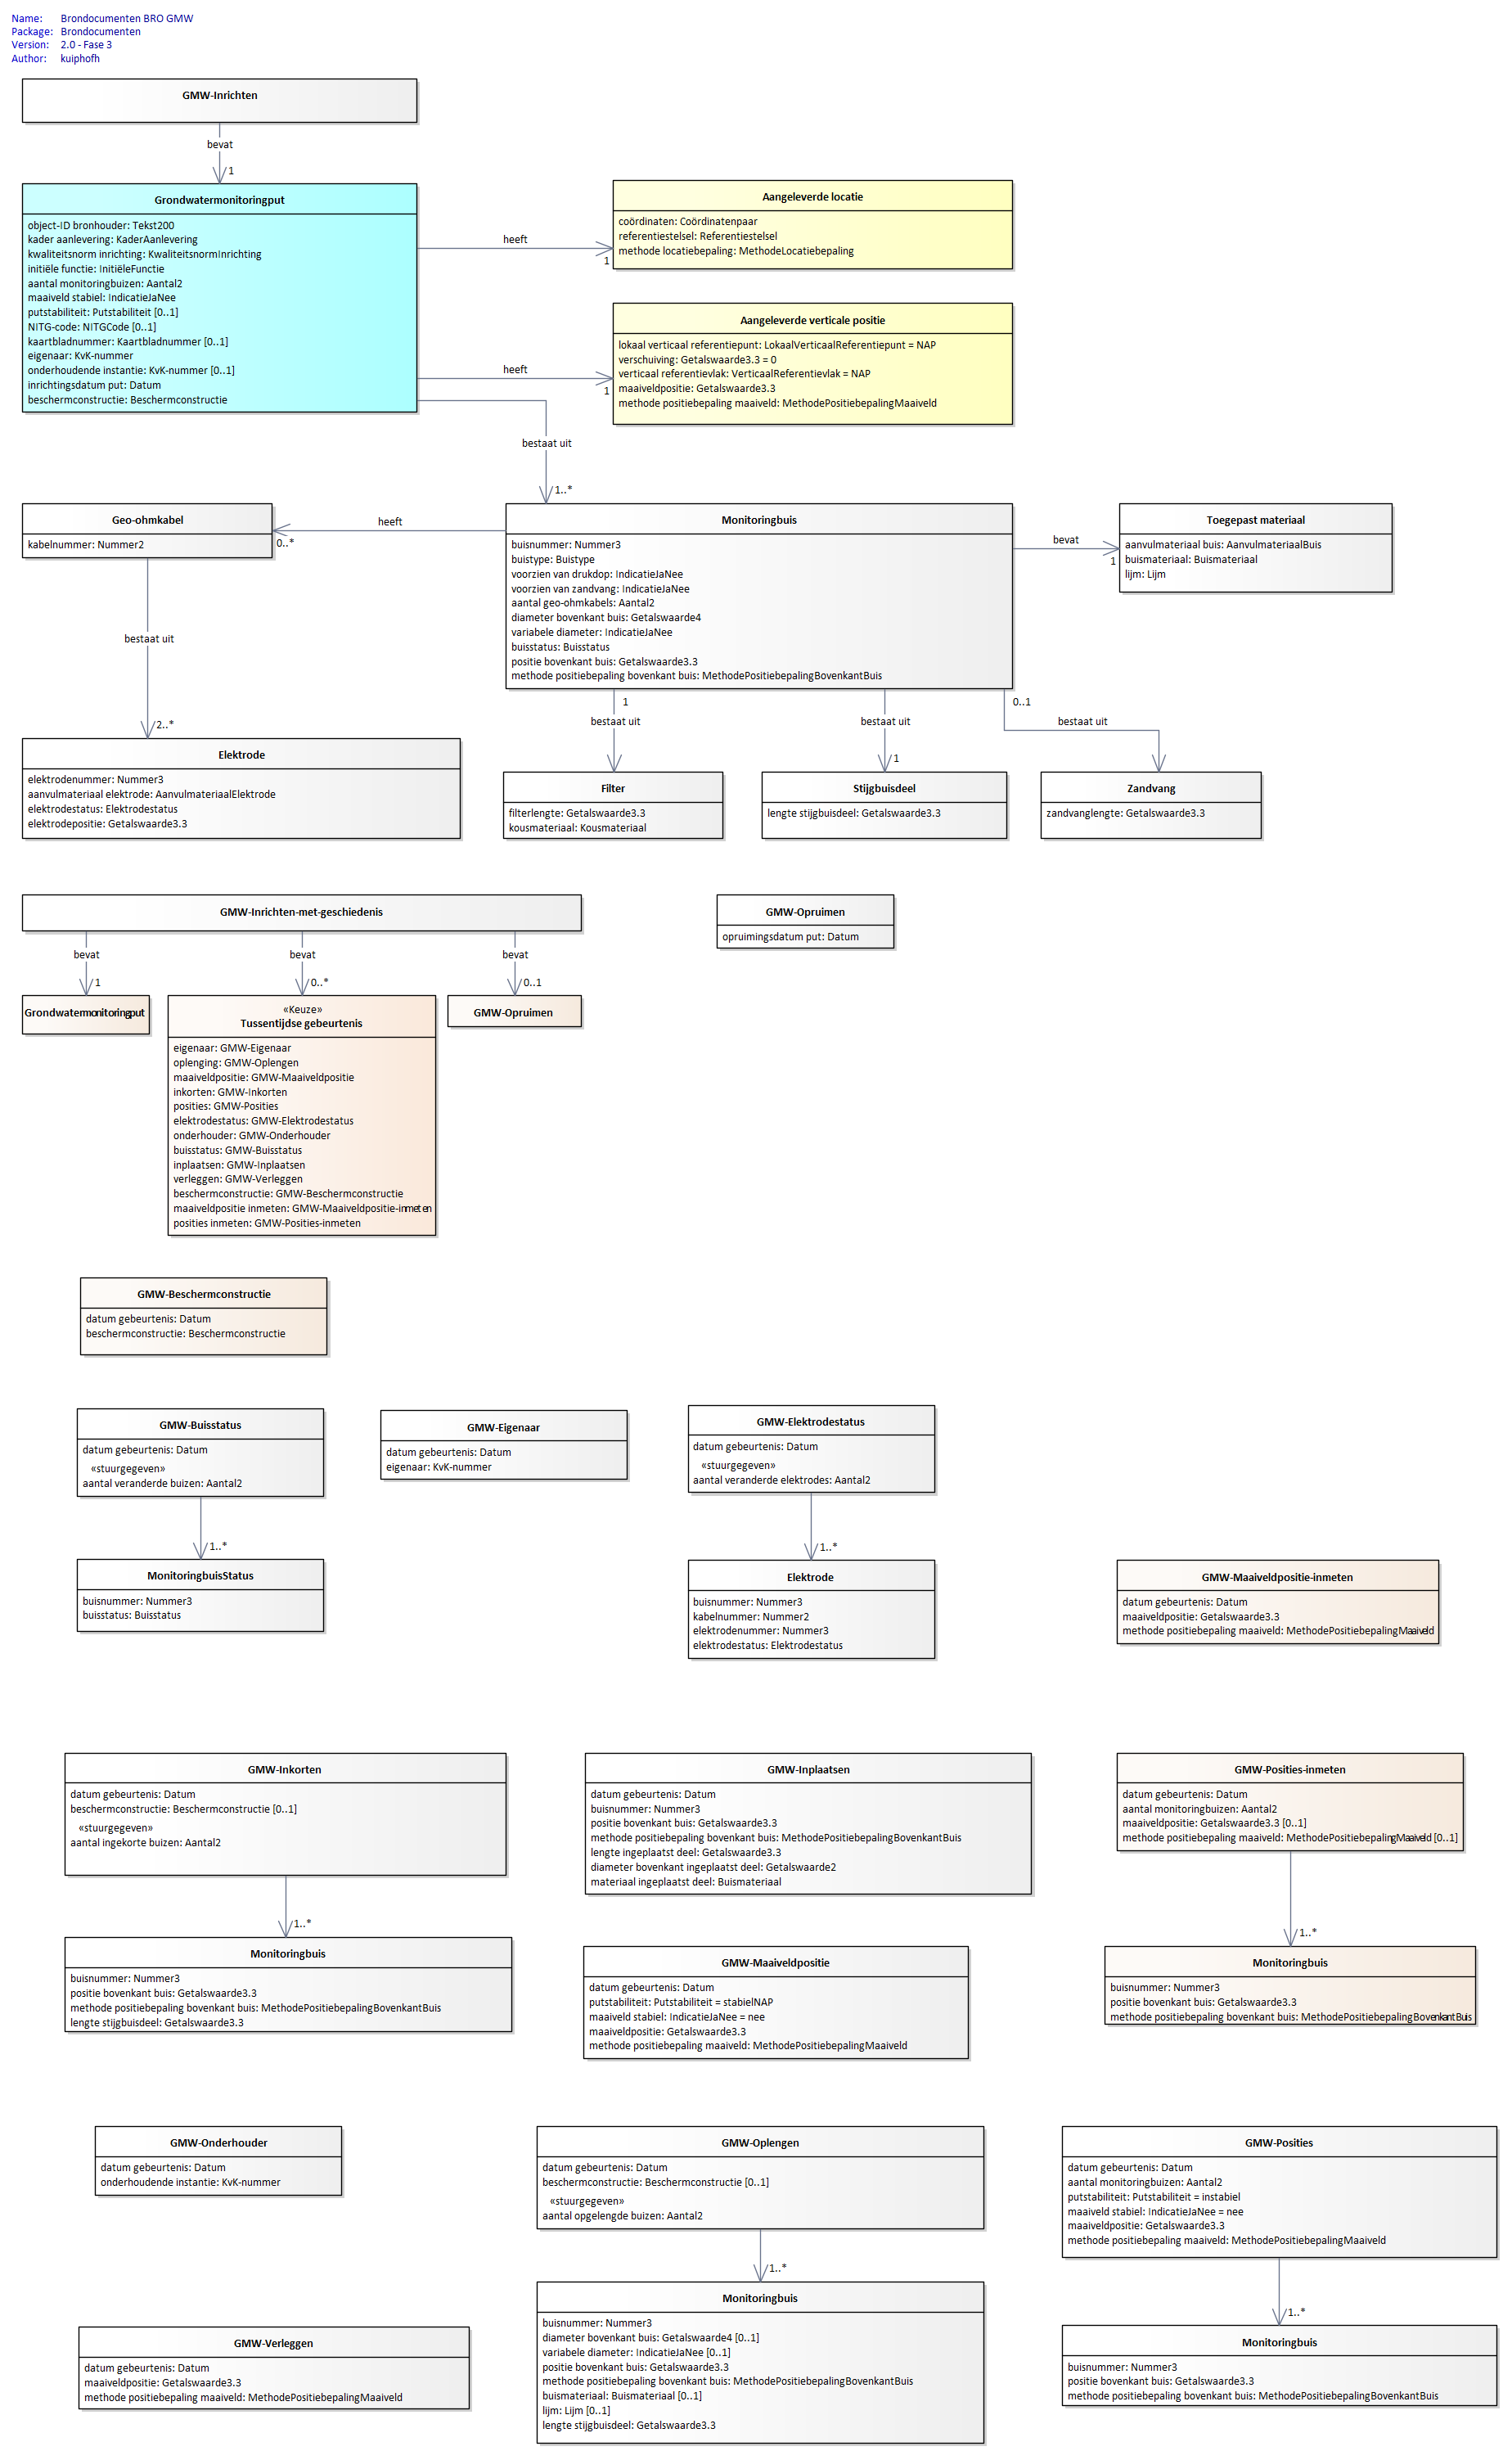 Name: Brondocumenten BRO GMW
Package: Brondocumenten
Version: 2.0 - Fase 3
Author: kuiphofh
GMW-Inrichten
bevat
1
Grondwatermonitoringput
object-ID bronhouder: Tekst200
kader aanlevering: KaderAanlevering
kwaliteitsnorm inrichting: KwaliteitsnormInrichting
initiële functie: InitiëleFunctie
aantal monitoringbuizen: Aantal2
maaiveld stabiel: IndicatieJaNee
putstabiliteit: Putstabiliteit [0..1]
NITG-code: NITGCode [0..1]
kaartbladnummer: Kaartbladnummer [0..1]
eigenaar: KvK-nummer
onderhoudende instantie: KvK-nummer [0..1]
inrichtingsdatum put: Datum
beschermconstructie: Beschermconstructie
heeft
1
Aangeleverde locatie
coördinaten: Coördinatenpaar
referentiestelsel: Referentiestelsel
methode locatiebepaling: MethodeLocatiebepaling
heeft
1
Aangeleverde verticale positie
lokaal verticaal referentiepunt: LokaalVerticaalReferentiepunt = NAP
verschuiving: Getalswaarde3.3 = 0
verticaal referentievlak: VerticaalReferentievlak = NAP
maaiveldpositie: Getalswaarde3.3
methode positiebepaling maaiveld: MethodePositiebepalingMaaiveld
bestaat uit
1..*
Geo-ohmkabel
kabelnummer: Nummer2
heeft
0..*
Monitoringbuis
buisnummer: Nummer3
buistype: Buistype
voorzien van drukdop: IndicatieJaNee
voorzien van zandvang: IndicatieJaNee
aantal geo-ohmkabels: Aantal2
diameter bovenkant buis: Getalswaarde4
variabele diameter: IndicatieJaNee
buisstatus: Buisstatus
positie bovenkant buis: Getalswaarde3.3
methode positiebepaling bovenkant buis: MethodePositiebepalingBovenkantBuis
bevat
1
Toegepast materiaal
aanvulmateriaal buis: AanvulmateriaalBuis
buismateriaal: Buismateriaal
lijm: Lijm
bestaat uit
2..*
Elektrode
elektrodenummer: Nummer3
aanvulmateriaal elektrode: AanvulmateriaalElektrode
elektrodestatus: Elektrodestatus
elektrodepositie: Getalswaarde3.3
1
bestaat uit
Filter
filterlengte: Getalswaarde3.3
kousmateriaal: Kousmateriaal
bestaat uit
1
Stijgbuisdeel
lengte stijgbuisdeel: Getalswaarde3.3
0..1
bestaat uit
Zandvang
zandvanglengte: Getalswaarde3.3
GMW-Inrichten-met-geschiedenis
GMW-Opruimen
opruimingsdatum put: Datum
bevat
1
bevat
0..*
bevat
0..1
Grondwatermonitoringput
«Keuze»
Tussentijdse gebeurtenis
eigenaar: GMW-Eigenaar
oplenging: GMW-Oplengen
maaiveldpositie: GMW-Maaiveldpositie
inkorten: GMW-Inkorten
posities: GMW-Posities
elektrodestatus: GMW-Elektrodestatus
onderhouder: GMW-Onderhouder
buisstatus: GMW-Buisstatus
inplaatsen: GMW-Inplaatsen
verleggen: GMW-Verleggen
beschermconstructie: GMW-Beschermconstructie
maaiveldpositie inmeten: GMW-Maaiveldpositie-inmeten
posities inmeten: GMW-Posities-inmeten
GMW-Opruimen
GMW-Beschermconstructie
datum gebeurtenis: Datum
beschermconstructie: Beschermconstructie
GMW-Buisstatus
datum gebeurtenis: Datum
«stuurgegeven»
aantal veranderde buizen: Aantal2
1..*
MonitoringbuisStatus
buisnummer: Nummer3
buisstatus: Buisstatus
GMW-Eigenaar
datum gebeurtenis: Datum
eigenaar: KvK-nummer
GMW-Elektrodestatus
datum gebeurtenis: Datum
«stuurgegeven»
aantal veranderde elektrodes: Aantal2
1..*
Elektrode
buisnummer: Nummer3
kabelnummer: Nummer2
elektrodenummer: Nummer3
elektrodestatus: Elektrodestatus
GMW-Maaiveldpositie-inmeten
datum gebeurtenis: Datum
maaiveldpositie: Getalswaarde3.3
methode positiebepaling maaiveld: MethodePositiebepalingMaaiveld
GMW-Inkorten
datum gebeurtenis: Datum
beschermconstructie: Beschermconstructie [0..1]
«stuurgegeven»
aantal ingekorte buizen: Aantal2
1..*
Monitoringbuis
buisnummer: Nummer3
positie bovenkant buis: Getalswaarde3.3
methode positiebepaling bovenkant buis: MethodePositiebepalingBovenkantBuis
lengte stijgbuisdeel: Getalswaarde3.3
GMW-Inplaatsen
datum gebeurtenis: Datum
buisnummer: Nummer3
positie bovenkant buis: Getalswaarde3.3
methode positiebepaling bovenkant buis: MethodePositiebepalingBovenkantBuis
lengte ingeplaatst deel: Getalswaarde3.3
diameter bovenkant ingeplaatst deel: Getalswaarde2
materiaal ingeplaatst deel: Buismateriaal
GMW-Posities-inmeten
datum gebeurtenis: Datum
aantal monitoringbuizen: Aantal2
maaiveldpositie: Getalswaarde3.3 [0..1]
methode positiebepaling maaiveld: MethodePositiebepalingMaaiveld [0..1]
1..*
Monitoringbuis
buisnummer: Nummer3
positie bovenkant buis: Getalswaarde3.3
methode positiebepaling bovenkant buis: MethodePositiebepalingBovenkantBuis
GMW-Maaiveldpositie
datum gebeurtenis: Datum
putstabiliteit: Putstabiliteit = stabielNAP
maaiveld stabiel: IndicatieJaNee = nee
maaiveldpositie: Getalswaarde3.3
methode positiebepaling maaiveld: MethodePositiebepalingMaaiveld
GMW-Onderhouder
datum gebeurtenis: Datum
onderhoudende instantie: KvK-nummer
GMW-Oplengen
datum gebeurtenis: Datum
beschermconstructie: Beschermconstructie [0..1]
«stuurgegeven»
aantal opgelengde buizen: Aantal2
1..*
Monitoringbuis
buisnummer: Nummer3
diameter bovenkant buis: Getalswaarde4 [0..1]
variabele diameter: IndicatieJaNee [0..1]
positie bovenkant buis: Getalswaarde3.3
methode positiebepaling bovenkant buis: MethodePositiebepalingBovenkantBuis
buismateriaal: Buismateriaal [0..1]
lijm: Lijm [0..1]
lengte stijgbuisdeel: Getalswaarde3.3
GMW-Posities
datum gebeurtenis: Datum
aantal monitoringbuizen: Aantal2
putstabiliteit: Putstabiliteit = instabiel
maaiveld stabiel: IndicatieJaNee = nee
maaiveldpositie: Getalswaarde3.3
methode positiebepaling maaiveld: MethodePositiebepalingMaaiveld
1..*
Monitoringbuis
buisnummer: Nummer3
positie bovenkant buis: Getalswaarde3.3
methode positiebepaling bovenkant buis: MethodePositiebepalingBovenkantBuis
GMW-Verleggen
datum gebeurtenis: Datum
maaiveldpositie: Getalswaarde3.3
methode positiebepaling maaiveld: MethodePositiebepalingMaaiveld